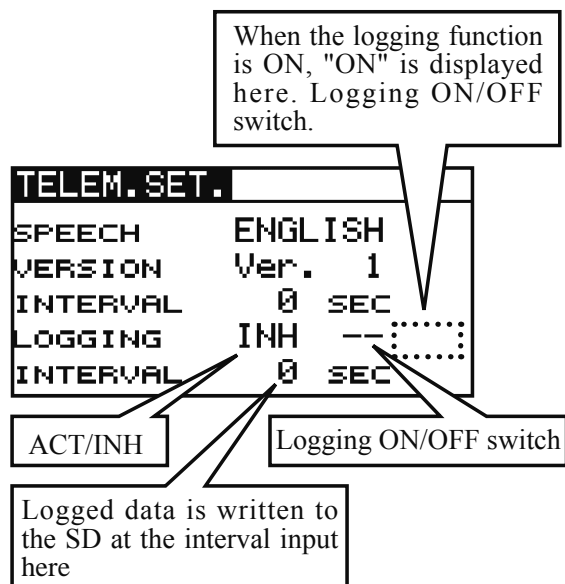 When the logging function
is ON, "ON" is displayed
here. Logging ON/OFF
switch.
TELEM.SET.
SPEECH ENGLISH
VERSION Ver. 1
INTERVAL 0 SEC
LOGGING INH --
INTERVAL 0 SEC
ACT/INH
Logging ON/OFF switch
Logged data is written to
the SD at the interval input
here